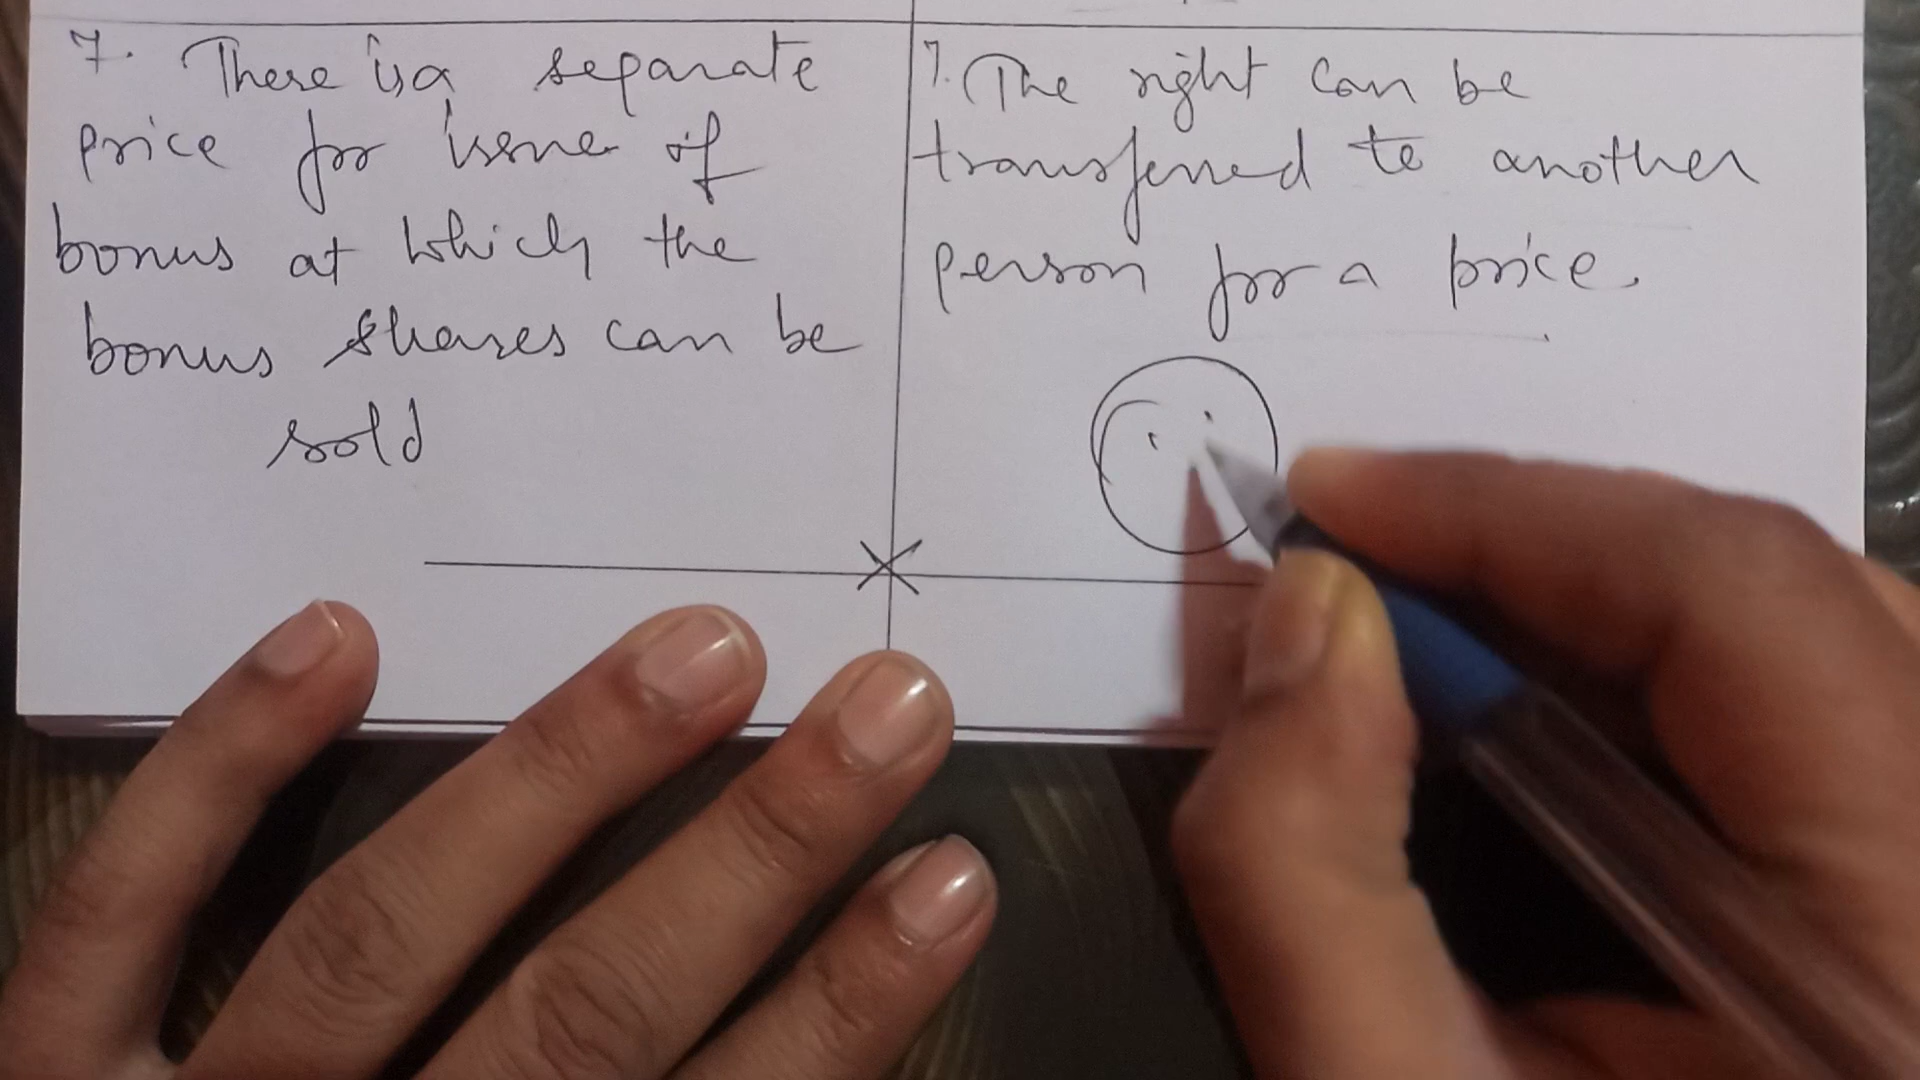 7. There is a separate
price for issue of
bonus at which the
bonus shares can be
sold
7. The right can be
transferred to another
person for a price.